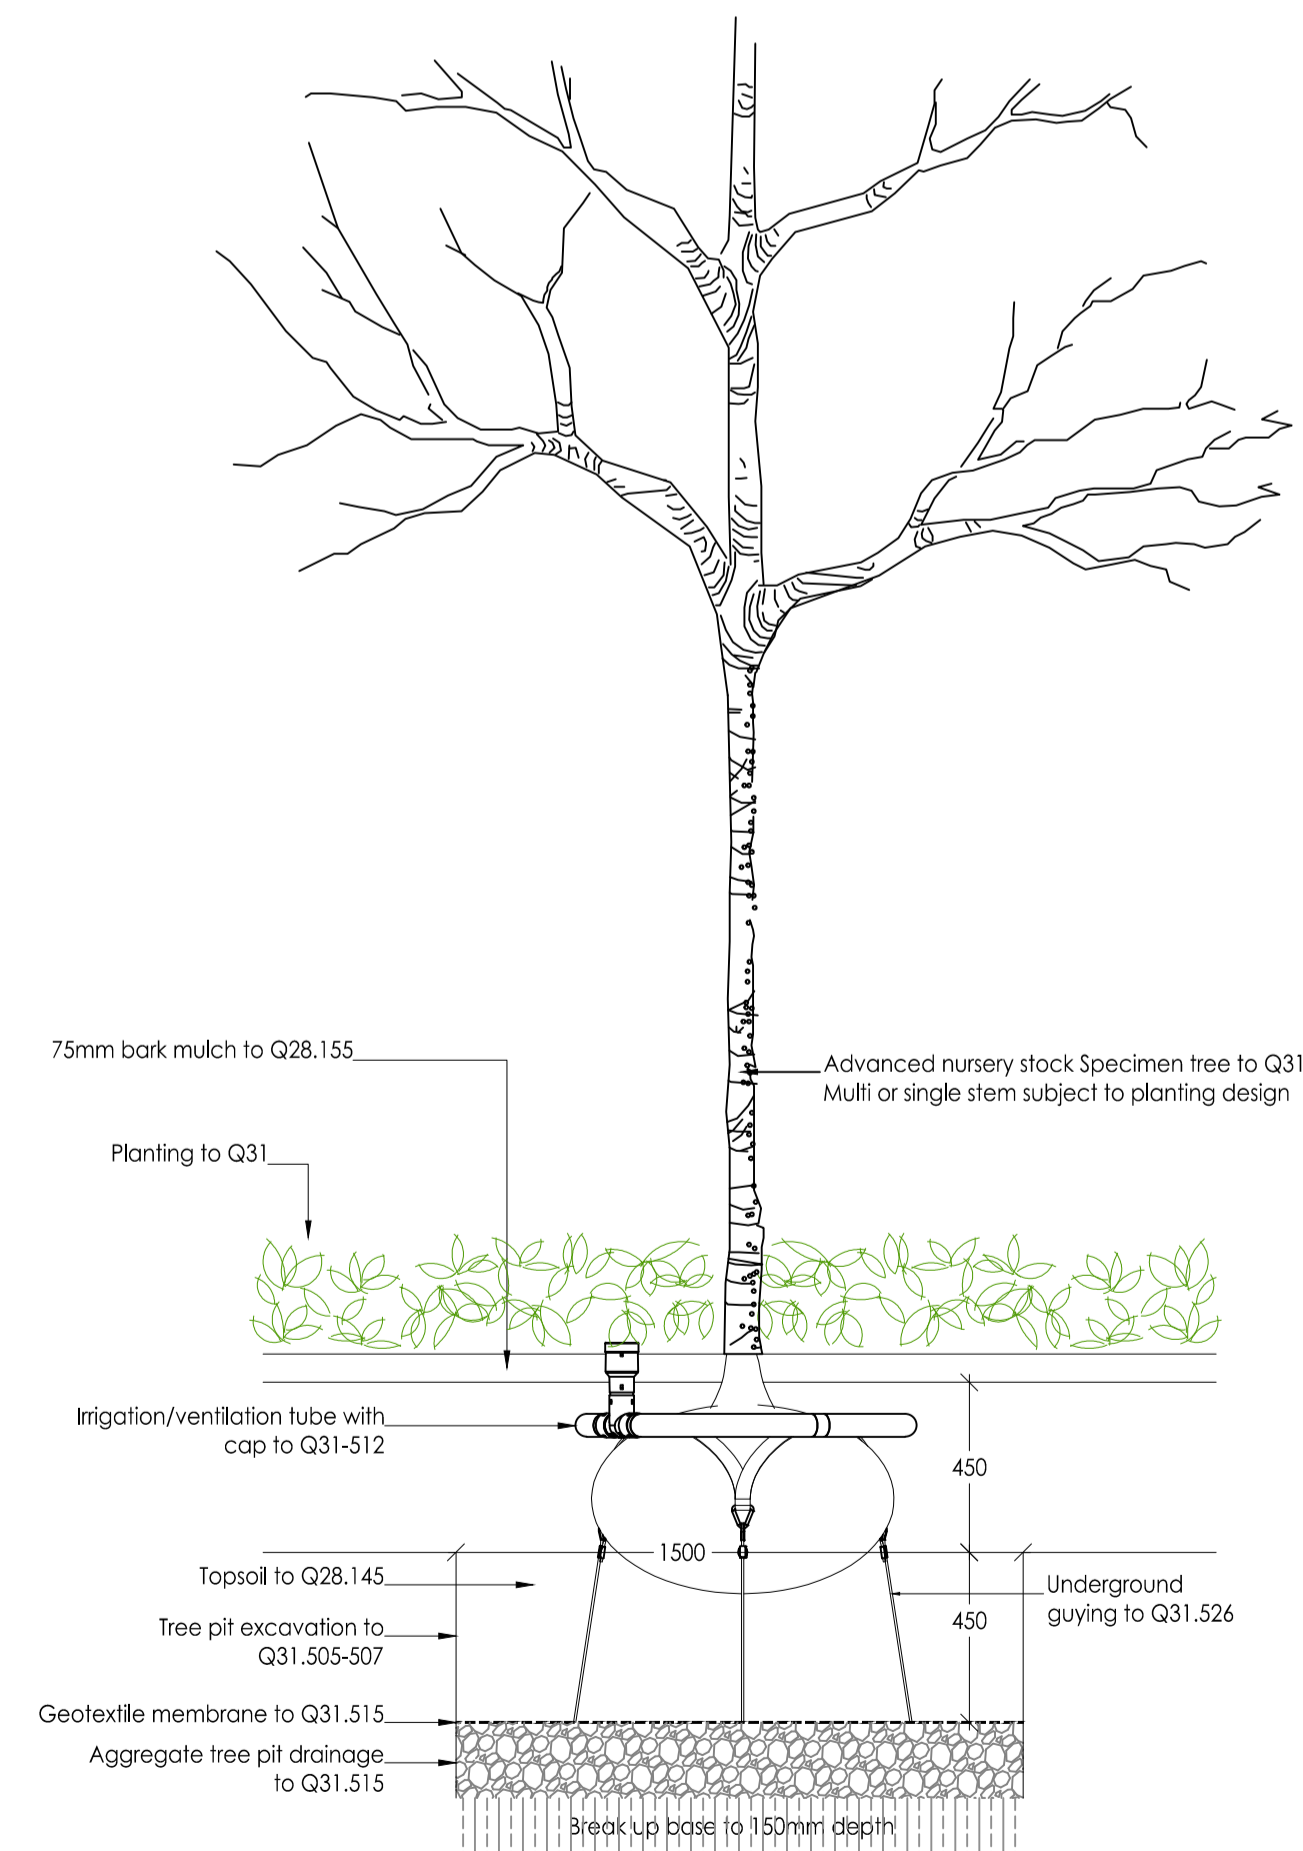 75mm bark mulch to Q28.155
Advanced nursery stock Specimen tree to Q31
Multi or single stem subject to planting design
Planting to Q31
Irrigation/ventilation tube with
cap to Q31-512
450
1500
Topsoil to Q28.145
Underground
guying to Q31.526
450
Tree pit excavation to
Q31.505-507
Geotextile membrane to Q31.515
Aggregate tree pit drainage
to Q31.515
Break up base to 150mm depth